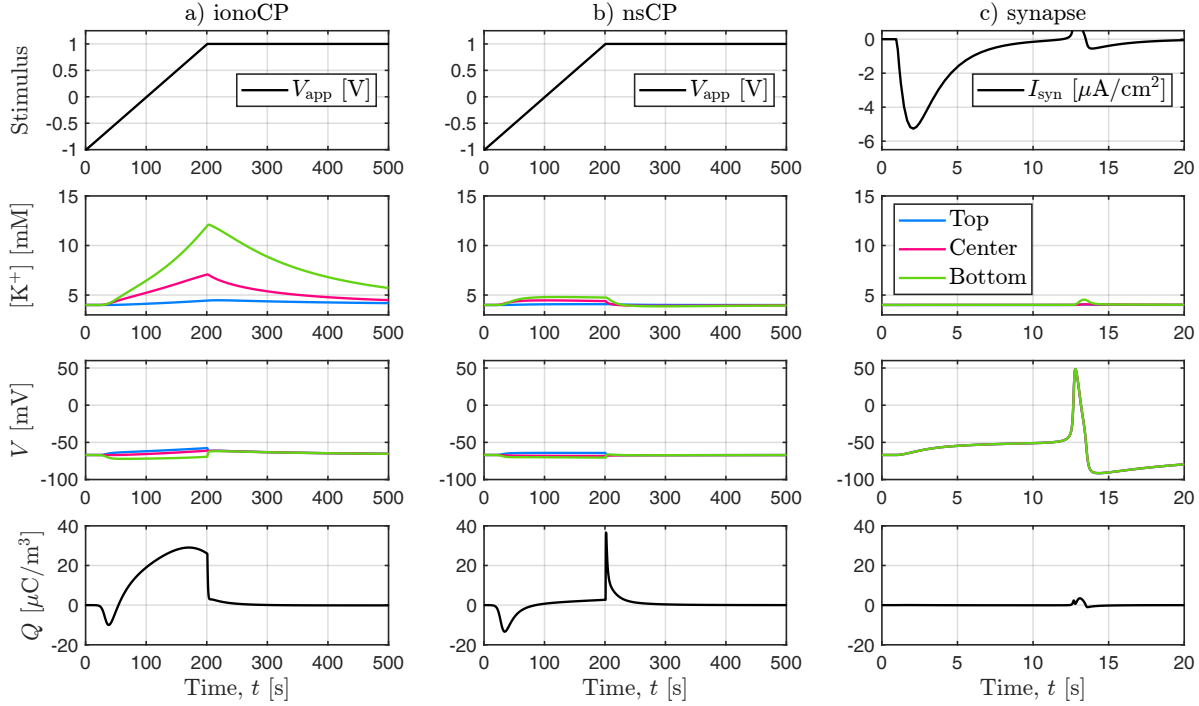 a) ionoCP
b) nsCP
c) synapse
Stimulus
1
0.5
0
-0.5
-1
V_app [V]
0 100 200 300 400 500
1
0.5
0
-0.5
-1
V_app [V]
0 100 200 300 400 500
0
-2
-4
-6
I_syn [μA/cm²]
0 5 10 15 20
[K⁺] [mM]
15
10
5
0 100 200 300 400 500
15
10
5
0 100 200 300 400 500
15
10
5
Top
Center
Bottom
0 5 10 15 20
V [mV]
50
0
-50
-100
0 100 200 300 400 500
50
0
-50
-100
0 100 200 300 400 500
50
0
-50
-100
0 5 10 15 20
Q [μC/m³]
40
20
0
-20
0 100 200 300 400 500
Time, t [s]
40
20
0
-20
0 100 200 300 400 500
Time, t [s]
40
20
0
-20
0 5 10 15 20
Time, t [s]